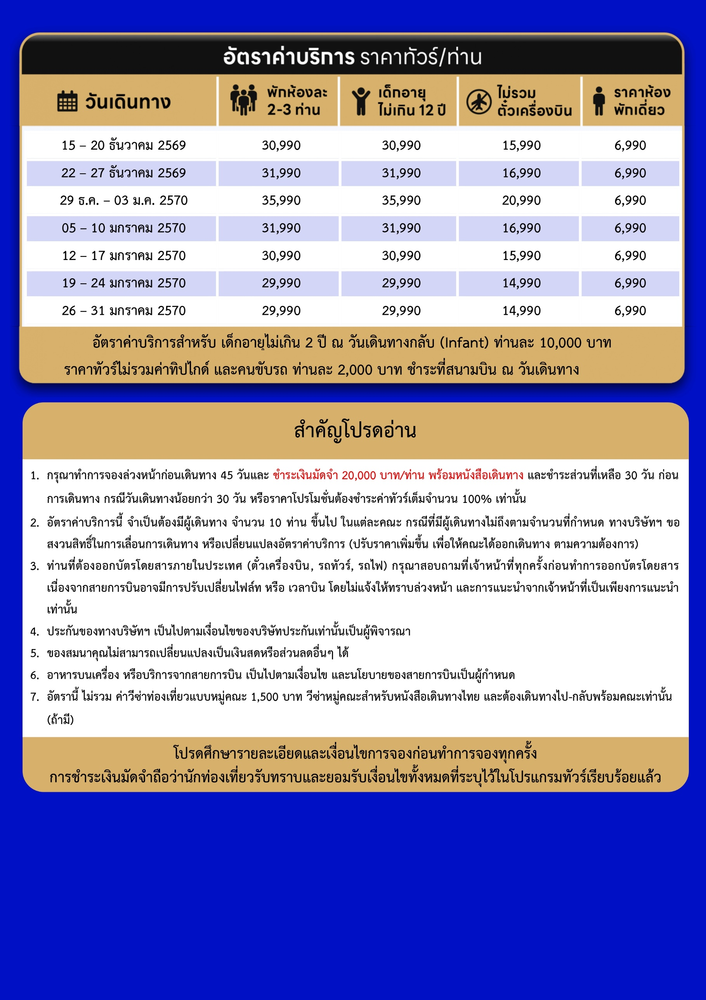 อัตราค่าบริการ ราคาทัวร์/ท่าน
วันเดินทาง พักห้องละ 2-3 ท่าน เด็กอายุ ไม่เกิน 12 ปี ไม่รวม ตั๋วเครื่องบิน ราคาห้อง พักเดี่ยว
15 – 20 ธันวาคม 2569 30,990 30,990 15,990 6,990
22 – 27 ธันวาคม 2569 31,990 31,990 16,990 6,990
29 ธ.ค. – 03 ม.ค. 2570 35,990 35,990 20,990 6,990
05 – 10 มกราคม 2570 31,990 31,990 16,990 6,990
12 – 17 มกราคม 2570 30,990 30,990 15,990 6,990
19 – 24 มกราคม 2570 29,990 29,990 14,990 6,990
26 – 31 มกราคม 2570 29,990 29,990 14,990 6,990
อัตราค่าบริการสำหรับ เด็กอายุไม่เกิน 2 ปี ณ วันเดินทางกลับ (Infant) ท่านละ 10,000 บาท
ราคาทัวร์ไม่รวมค่าทิปไกด์ และคนขับรถ ท่านละ 2,000 บาท ชำระที่สนามบิน ณ วันเดินทาง
สำคัญโปรดอ่าน
1. กรุณาทำการจองล่วงหน้าก่อนเดินทาง 45 วันและ ชำระเงินมัดจำ 20,000 บาท/ท่าน พร้อมหนังสือเดินทาง และชำระส่วนที่เหลือ 30 วัน ก่อน
การเดินทาง กรณีวันเดินทางน้อยกว่า 30 วัน หรือราคาโปรโมชั่นต้องชำระค่าทัวร์เต็มจำนวน 100% เท่านั้น
2. อัตราค่าบริการนี้ จำเป็นต้องมีผู้เดินทาง จำนวน 10 ท่าน ขึ้นไป ในแต่ละคณะ กรณีที่มีผู้เดินทางไม่ถึงตามจำนวนที่กำหนด ทางบริษัทฯ ขอ
สงวนสิทธิ์ในการเลื่อนการเดินทาง หรือเปลี่ยนแปลงอัตราค่าบริการ (ปรับราคาเพิ่มขึ้น เพื่อให้คณะได้ออกเดินทาง ตามความต้องการ)
3. ท่านที่ต้องออกบัตรโดยสารภายในประเทศ (ตั๋วเครื่องบิน, รถทัวร์, รถไฟ) กรุณาสอบถามที่เจ้าหน้าที่ทุกครั้งก่อนทำการออกบัตรโดยสาร
เนื่องจากสายการบินอาจมีการปรับเปลี่ยนไฟล์ท หรือ เวลาบิน โดยไม่แจ้งให้ทราบล่วงหน้า และการแนะนำจากเจ้าหน้าที่เป็นเพียงการแนะนำ
เท่านั้น
4. ประกันของทางบริษัทฯ เป็นไปตามเงื่อนไขของบริษัทประกันเท่านั้นเป็นผู้พิจารณา
5. ของสมนาคุณไม่สามารถเปลี่ยนแปลงเป็นเงินสดหรือส่วนลดอื่นๆ ได้
6. อาหารบนเครื่อง หรือบริการจากสายการบิน เป็นไปตามเงื่อนไข และนโยบายของสายการบินเป็นผู้กำหนด
7. อัตรานี้ ไม่รวม ค่าวีซ่าท่องเที่ยวแบบหมู่คณะ 1,500 บาท วีซ่าหมู่คณะสำหรับหนังสือเดินทางไทย และต้องเดินทางไป-กลับพร้อมคณะเท่านั้น
(ถ้ามี)
โปรดศึกษารายละเอียดและเงื่อนไขการจองก่อนทำการจองทุกครั้ง
การชำระเงินมัดจำถือว่านักท่องเที่ยวรับทราบและยอมรับเงื่อนไขทั้งหมดที่ระบุไว้ในโปรแกรมทัวร์เรียบร้อยแล้ว